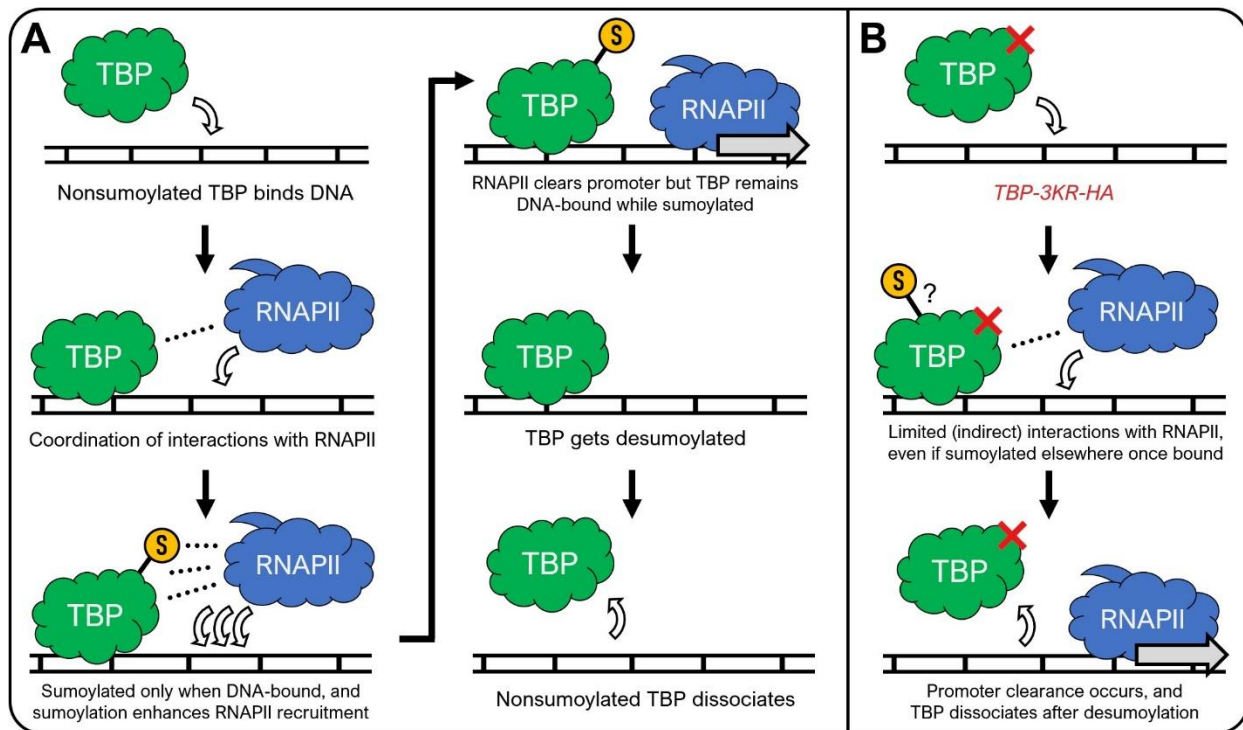 A
TBP
Nonsumoylated TBP binds DNA
RNAPII
TBP
Coordination of interactions with RNAPII
S
RNAPII
TBP
Sumoylated only when DNA-bound, and
sumoylation enhances RNAPII recruitment
S
TBP
RNAPII
RNAPII clears promoter but TBP remains
DNA-bound while sumoylated
TBP
TBP gets desumoylated
TBP
Nonsumoylated TBP dissociates
B
TBP
TBP-3KR-HA
S
?
RNAPII
TBP
Limited (indirect) interactions with RNAPII,
even if sumoylated elsewhere once bound
TBP
RNAPII
Promoter clearance occurs, and
TBP dissociates after desumoylation